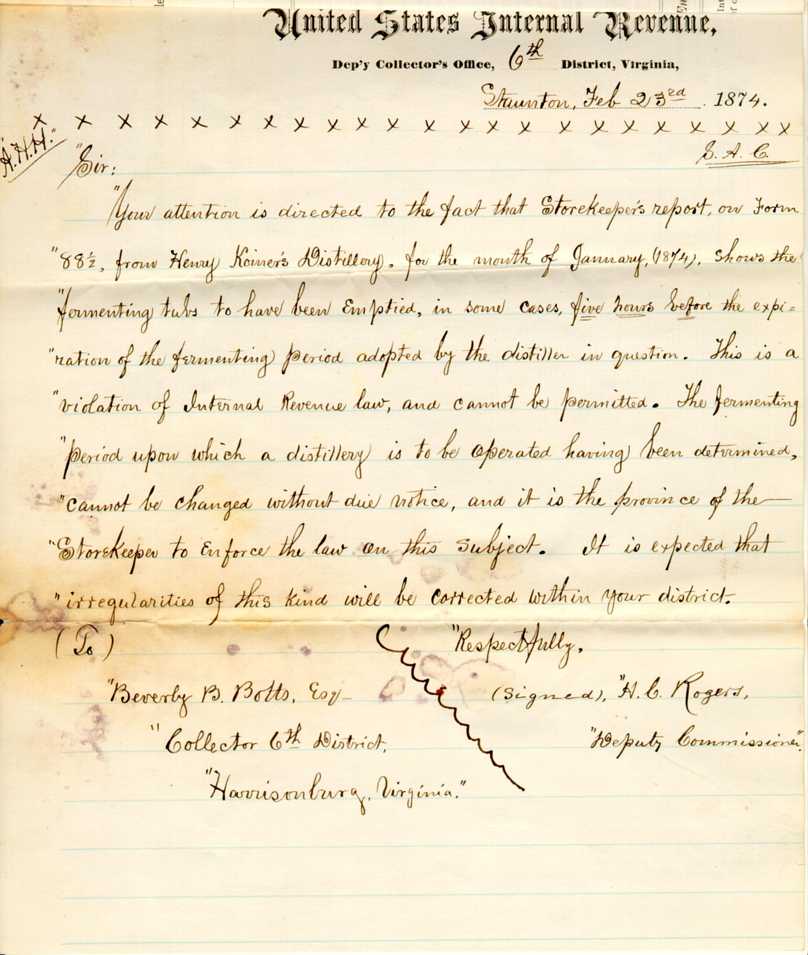 United States Internal Revenue,
Dep'y Collector's Office, 6th District, Virginia,
Staunton, Feb 23rd 1874.
x x x x x x x x x x x x x x x x x x x x x x
A.H.H."
S. A. C.
"Sir:
"Your attention is directed to the fact that Storekeeper's report, on Form
"88½, from Henry Koiner's Distillery, for the month of January, (1874), shows the
"fermenting tubs to have been Emptied, in some cases, five hours before the expi=
"ration of the fermenting period adopted by the distiller in question. This is a
"violation of Internal Revenue law, and cannot be permitted. The fermenting
"period upon which a distillery is to be operated having been determined,
"cannot be changed without due notice, and it is the province of the
"Storekeeper to Enforce the law on this subject. It is expected that
"irregularities of this kind will be corrected within your district.
(To) "Respectfully,
"Beverly B. Botts, Esq (Signed), "H. C. Rogers,
"Collector 6th District, "Deputy Commissioner".
"Harrisonburg, Virginia."